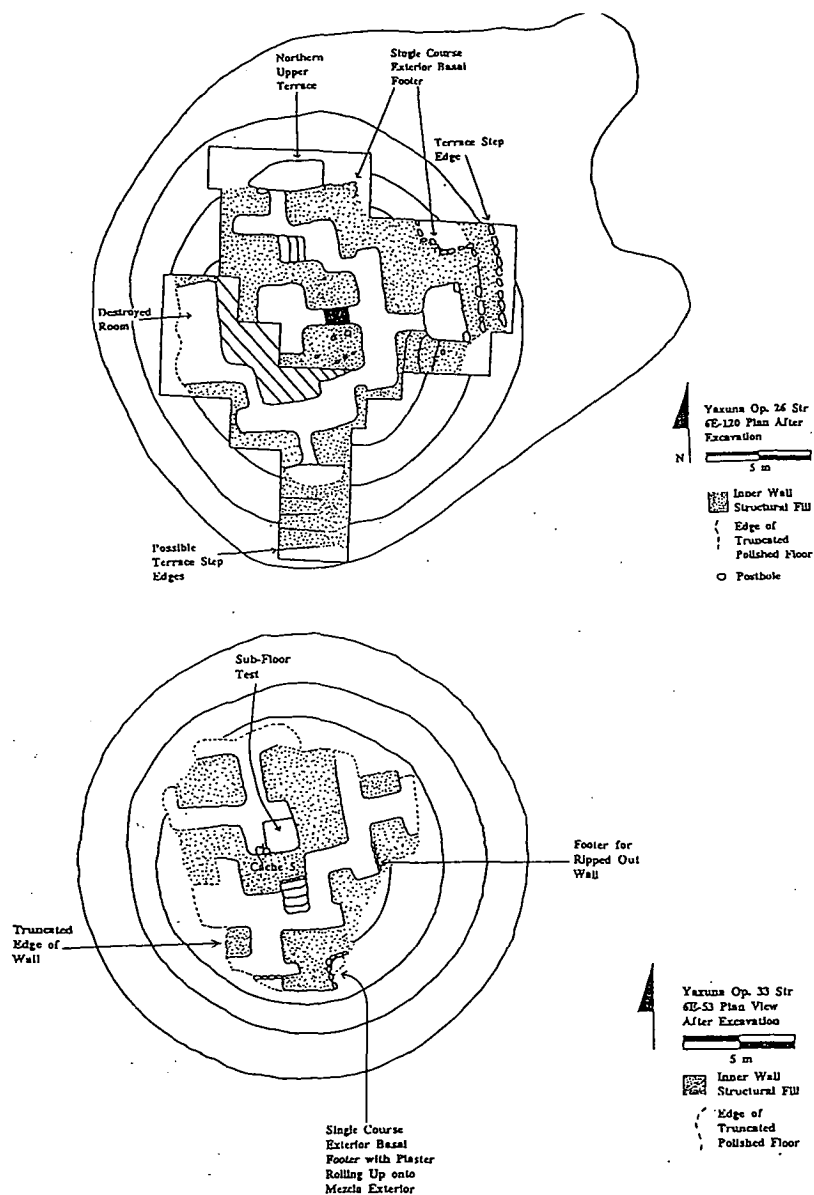 Northern
Upper
Terrace
Single Course
Exterior Basal
Footer
Terrace Step
Edge
Destroyed
Room
Possible
Terrace Step
Edges
Yaxuna Op. 26 Str
6E-120 Plan After
Excavation
N
5 m
Inner Wall
Structural Fill
Edge of
Truncated
Polished Floor
Posthole
Sub-Floor
Test
Cache 5
Footer for
Ripped Out
Wall
Truncated
Edge of
Wall
Single Course
Exterior Basal
Footer with Plaster
Rolling Up onto
Mezcla Exterior
Yaxuna Op. 33 Str
6E-53 Plan View
After Excavation
5 m
Inner Wall
Structural Fill
Edge of
Truncated
Polished Floor